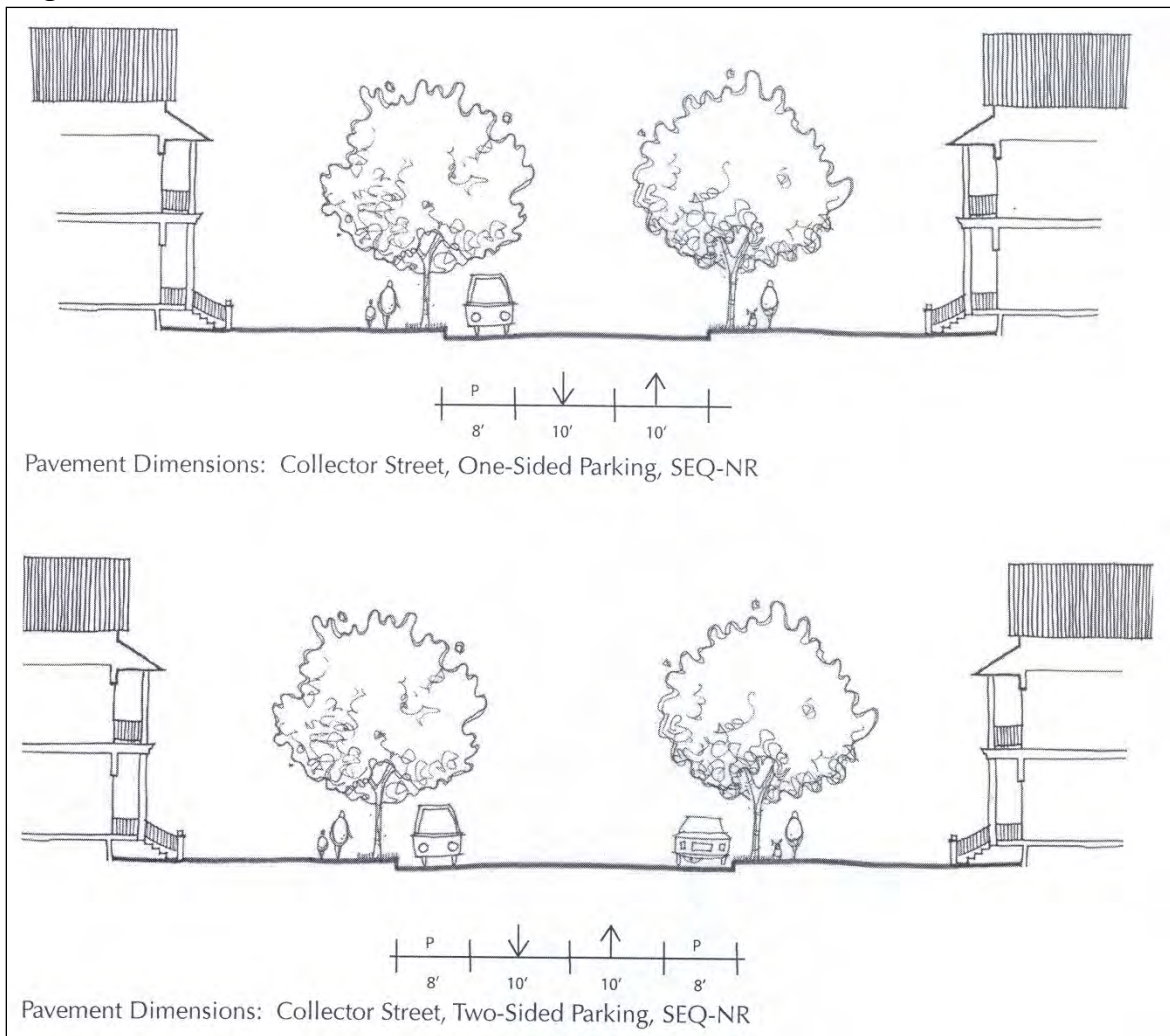 P
8' 10' 10'
Pavement Dimensions: Collector Street, One-Sided Parking, SEQ-NR
P P
8' 10' 10' 8'
Pavement Dimensions: Collector Street, Two-Sided Parking, SEQ-NR